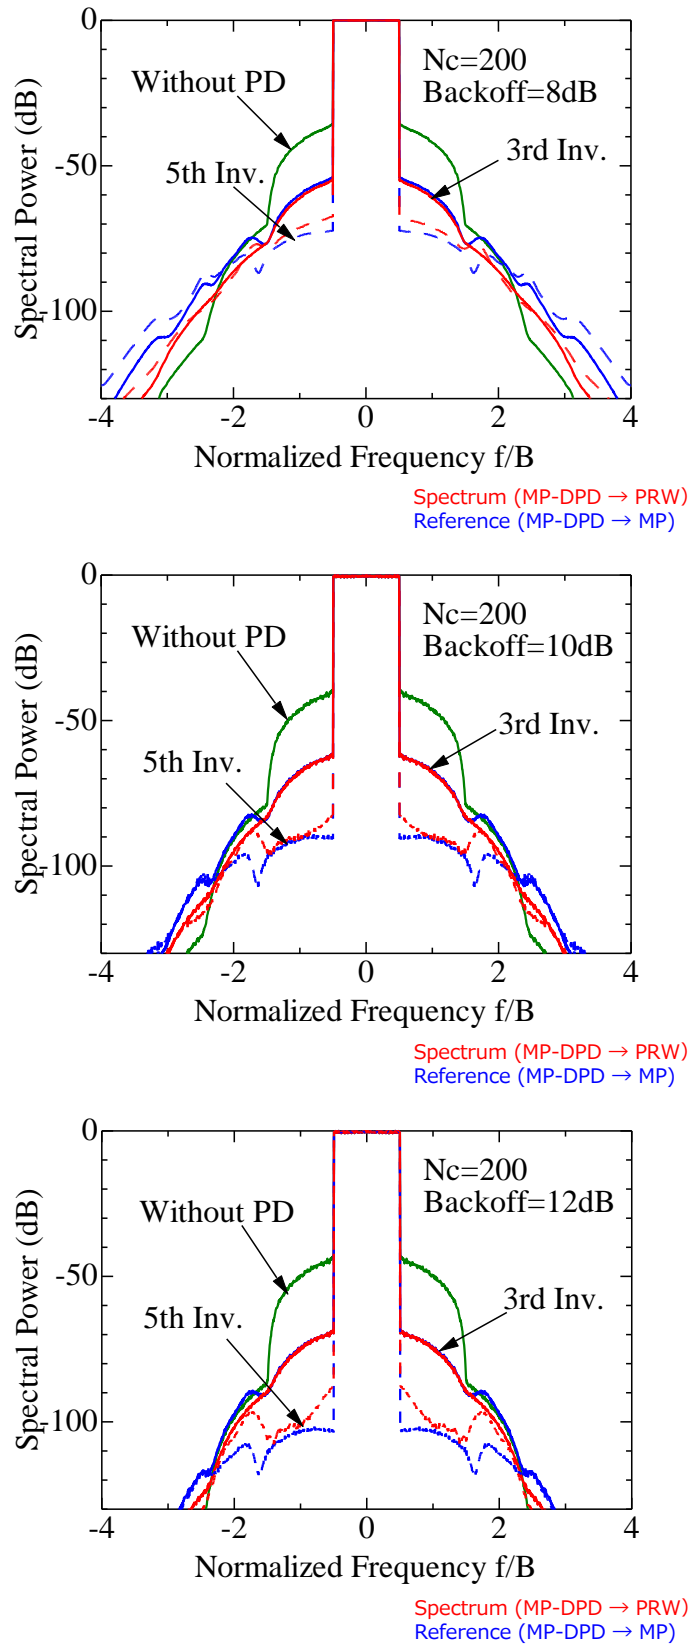 0
Nc=200
Without PD
Backoff=8dB
3rd Inv.
-50
5th Inv.
Spectral Power (dB)
-100
-4 -2 0 2 4
Normalized Frequency f/B
Spectrum (MP-DPD → PRW)
Reference (MP-DPD → MP)
0
Nc=200
Without PD
Backoff=10dB
-50
3rd Inv.
5th Inv.
Spectral Power (dB)
-100
-4 -2 0 2 4
Normalized Frequency f/B
Spectrum (MP-DPD → PRW)
Reference (MP-DPD → MP)
0
Nc=200
Backoff=12dB
Without PD
-50
3rd Inv.
5th Inv.
Spectral Power (dB)
-100
-4 -2 0 2 4
Normalized Frequency f/B
Spectrum (MP-DPD → PRW)
Reference (MP-DPD → MP)